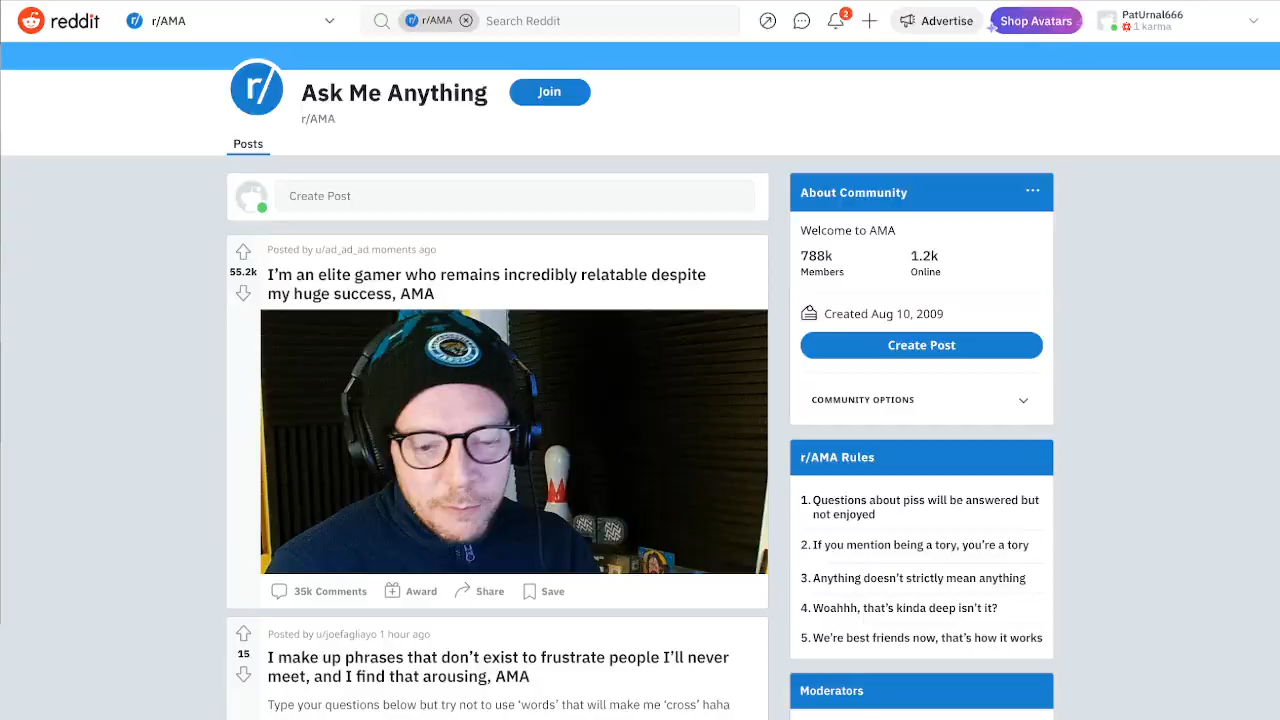 reddit
r/AMA
r/AMA
Search Reddit
2
Advertise
Shop Avatars
PatUrnal666
1 karma
r/
Ask Me Anything
Join
r/AMA
Posts
Create Post
Posted by u/ad_ad_ad moments ago
55.2k
I'm an elite gamer who remains incredibly relatable despite
my huge success, AMA
35k Comments
Award
Share
Save
Posted by u/joefagliayo 1 hour ago
15
I make up phrases that don't exist to frustrate people I'll never
meet, and I find that arousing, AMA
Type your questions below but try not to use 'words' that will make me 'cross' haha
About Community
Welcome to AMA
788k
Members
1.2k
Online
Created Aug 10, 2009
Create Post
COMMUNITY OPTIONS
r/AMA Rules
1. Questions about piss will be answered but
not enjoyed
2. If you mention being a tory, you're a tory
3. Anything doesn't strictly mean anything
4. Woahhh, that's kinda deep isn't it?
5. We're best friends now, that's how it works
Moderators